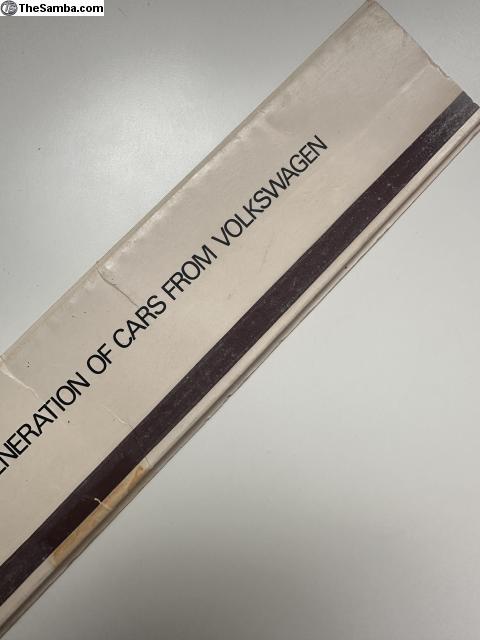 TheSamba.com
ENERATION OF CARS FROM VOLKSWAGEN